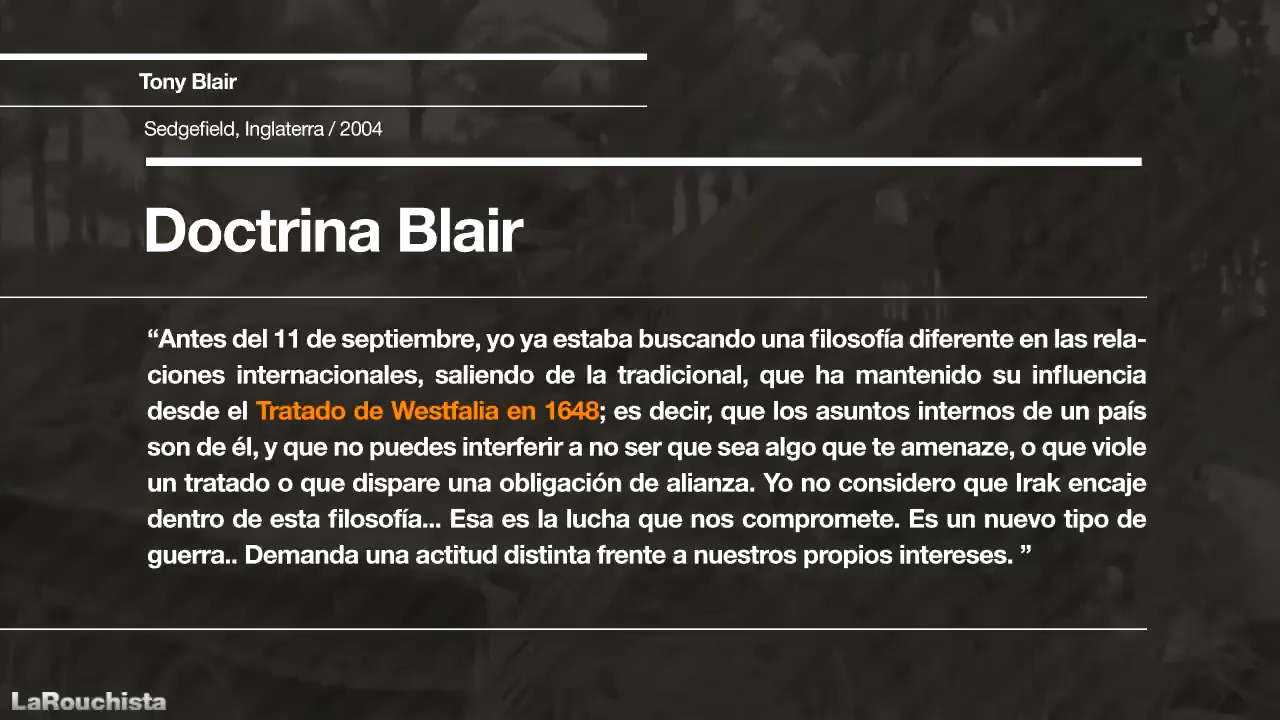 Tony Blair
Sedgefield, Inglaterra / 2004
Doctrina Blair
“Antes del 11 de septiembre, yo ya estaba buscando una filosofía diferente en las rela-
ciones internacionales, saliendo de la tradicional, que ha mantenido su influencia
desde el Tratado de Westfalia en 1648; es decir, que los asuntos internos de un país
son de él, y que no puedes interferir a no ser que sea algo que te amenaze, o que viole
un tratado o que dispare una obligación de alianza. Yo no considero que Irak encaje
dentro de esta filosofía... Esa es la lucha que nos compromete. Es un nuevo tipo de
guerra.. Demanda una actitud distinta frente a nuestros propios intereses. ”
LaRouchista